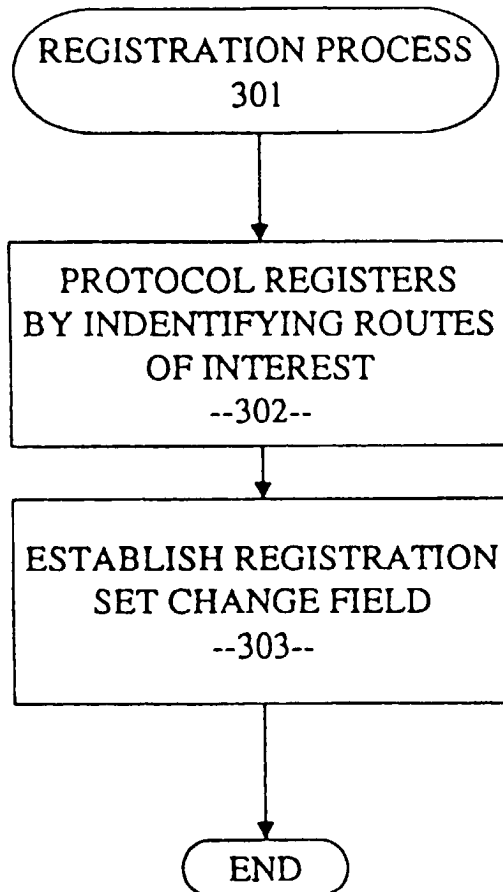 REGISTRATION PROCESS
301
PROTOCOL REGISTERS
BY INDENTIFYING ROUTES
OF INTEREST
--302--
ESTABLISH REGISTRATION
SET CHANGE FIELD
--303--
END